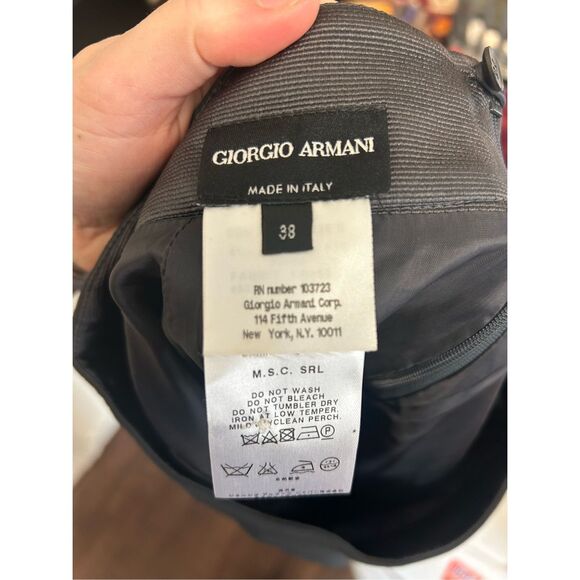 GIORGIO ARMANI
MADE IN ITALY
38
RN number 103723
Giorgio Armani Corp.
114 Fifth Avenue
New York, N.Y. 10011
M.S.C. SRL
DO NOT WASH
DO NOT BLEACH
DO NOT TUMBLER DRY
IRON AT LOW TEMPER.
CLEAN PERCH.